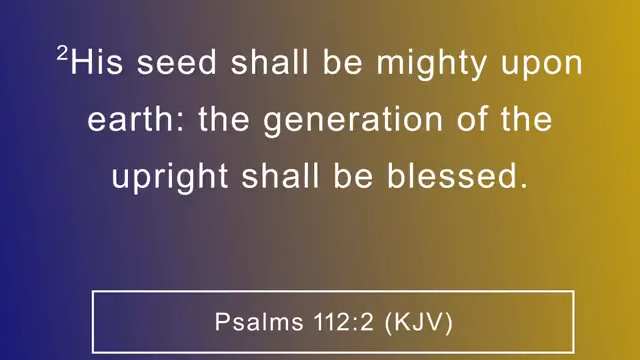 ²His seed shall be mighty upon
earth: the generation of the
upright shall be blessed.
Psalms 112:2 (KJV)